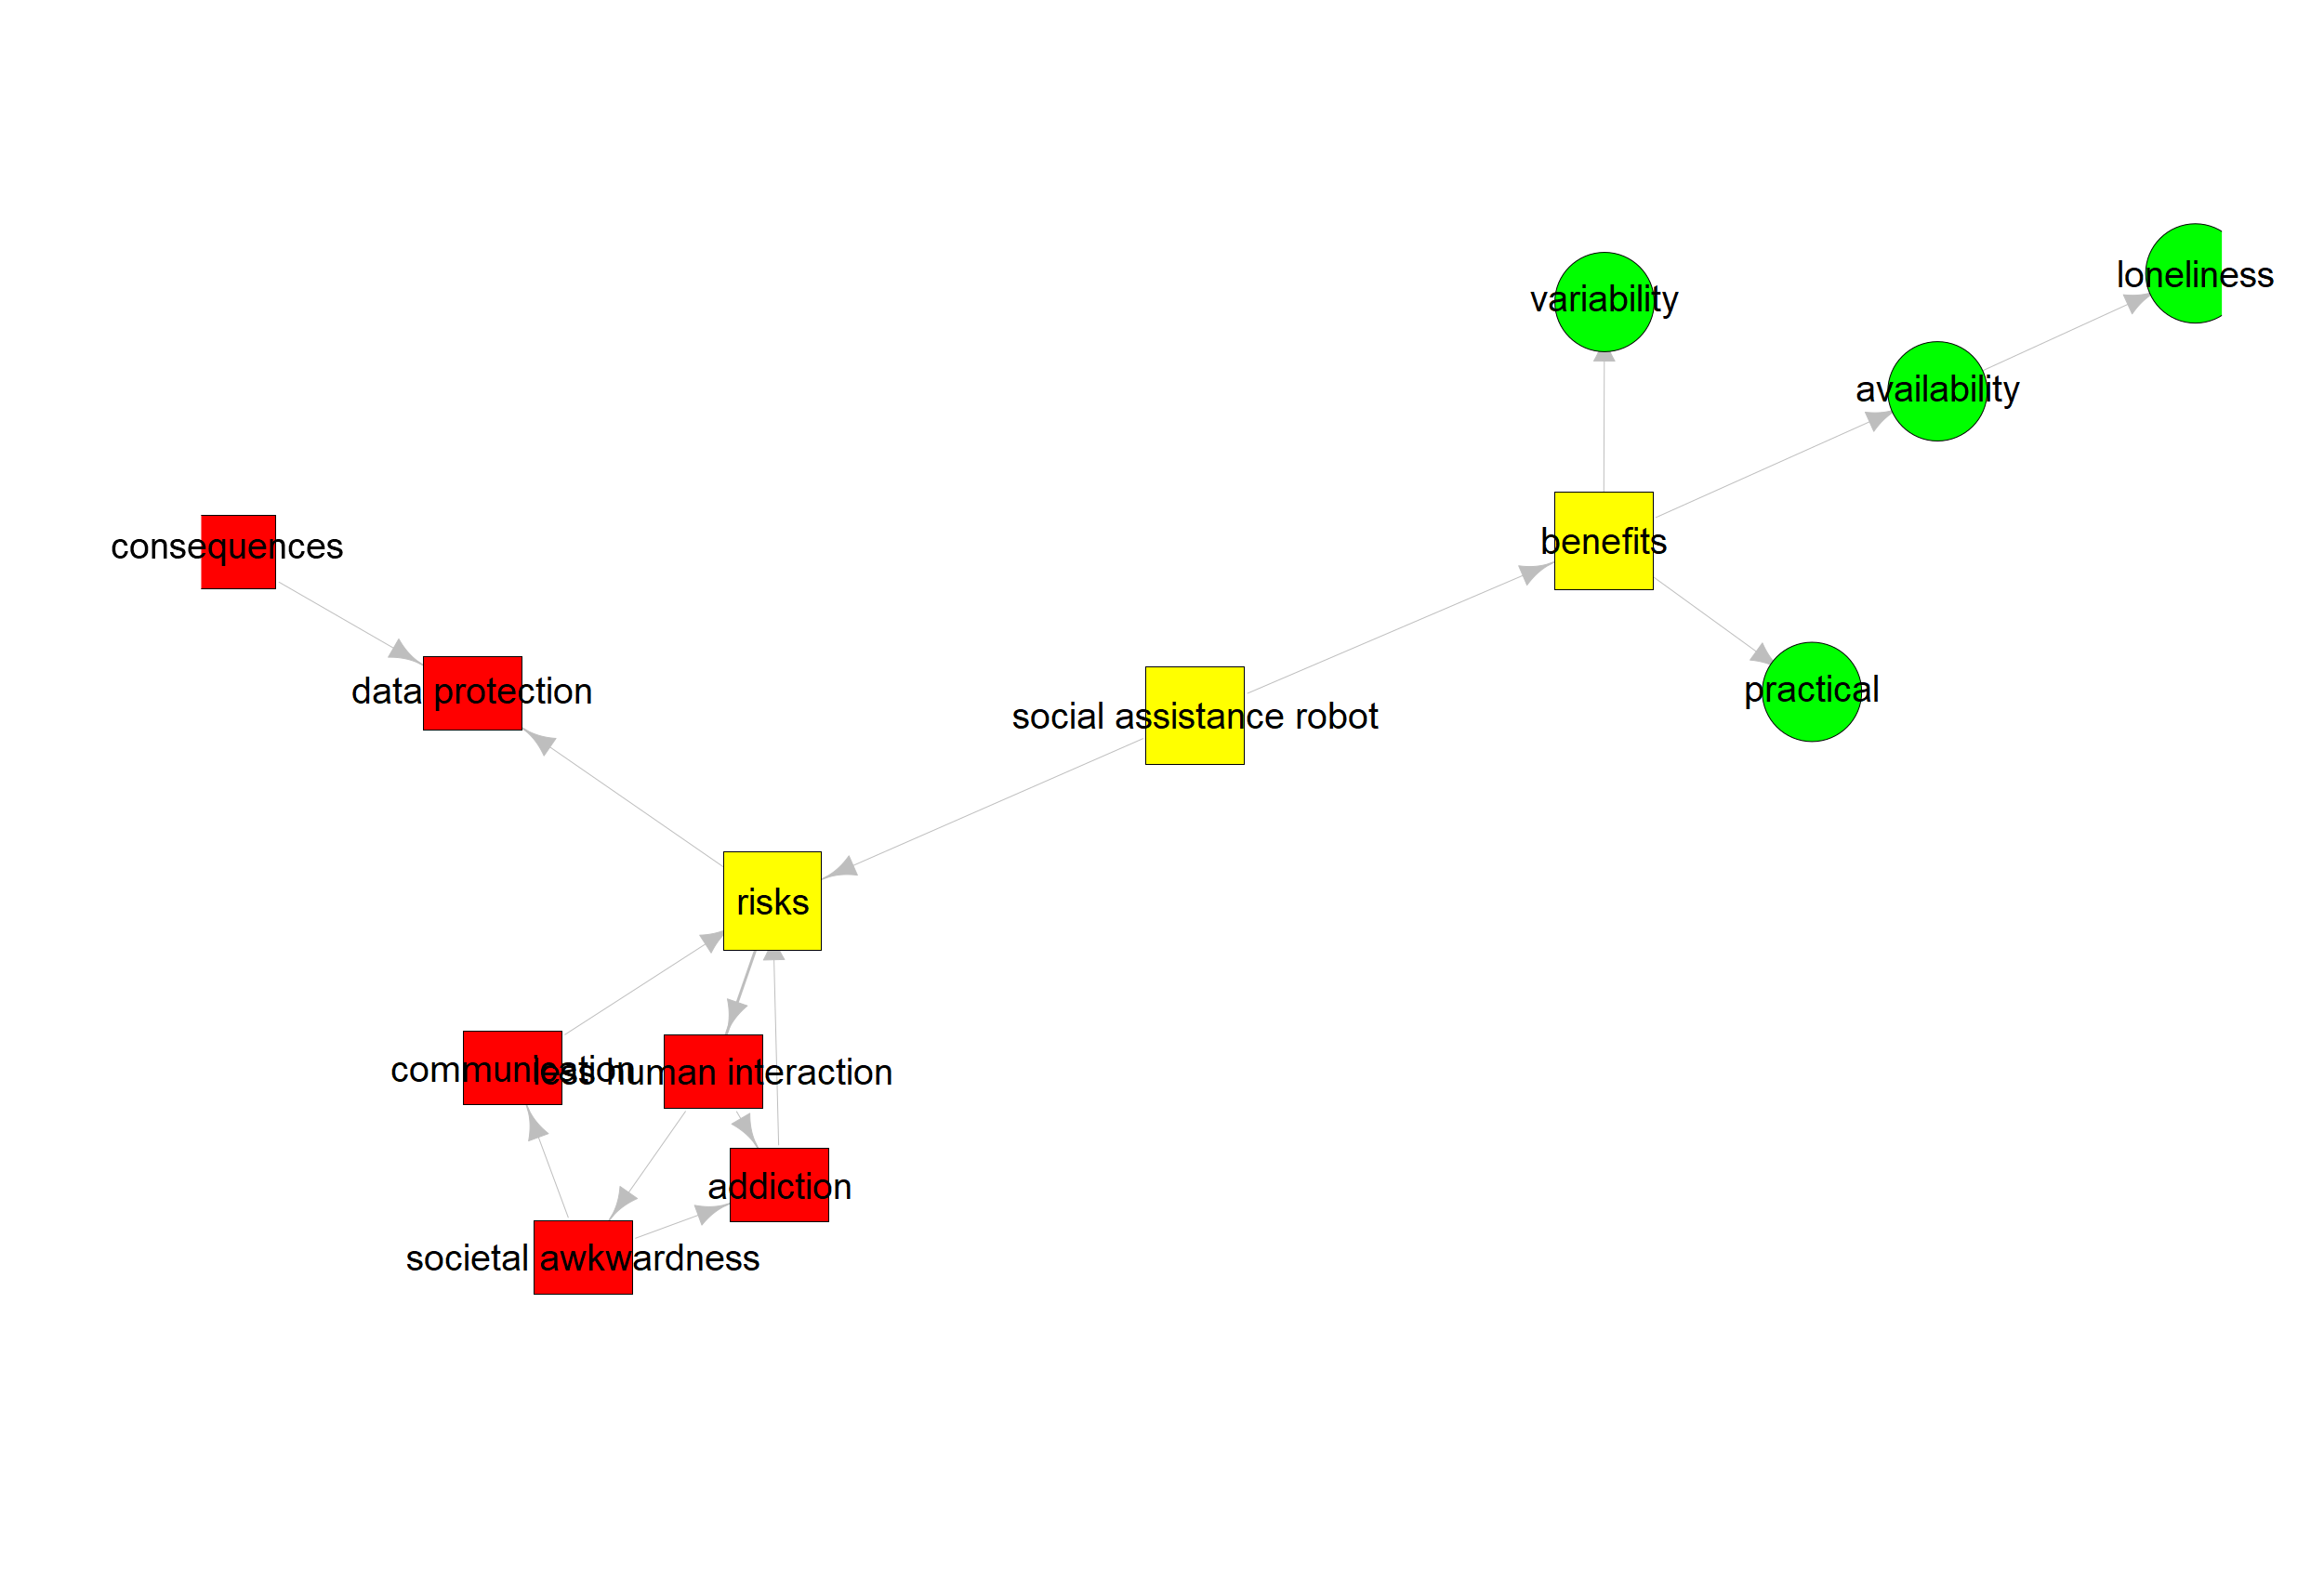 loneliness
variability
availability
benefits
consequences
data protection
practical
social assistance robot
risks
communication
less human interaction
addiction
societal awkwardness